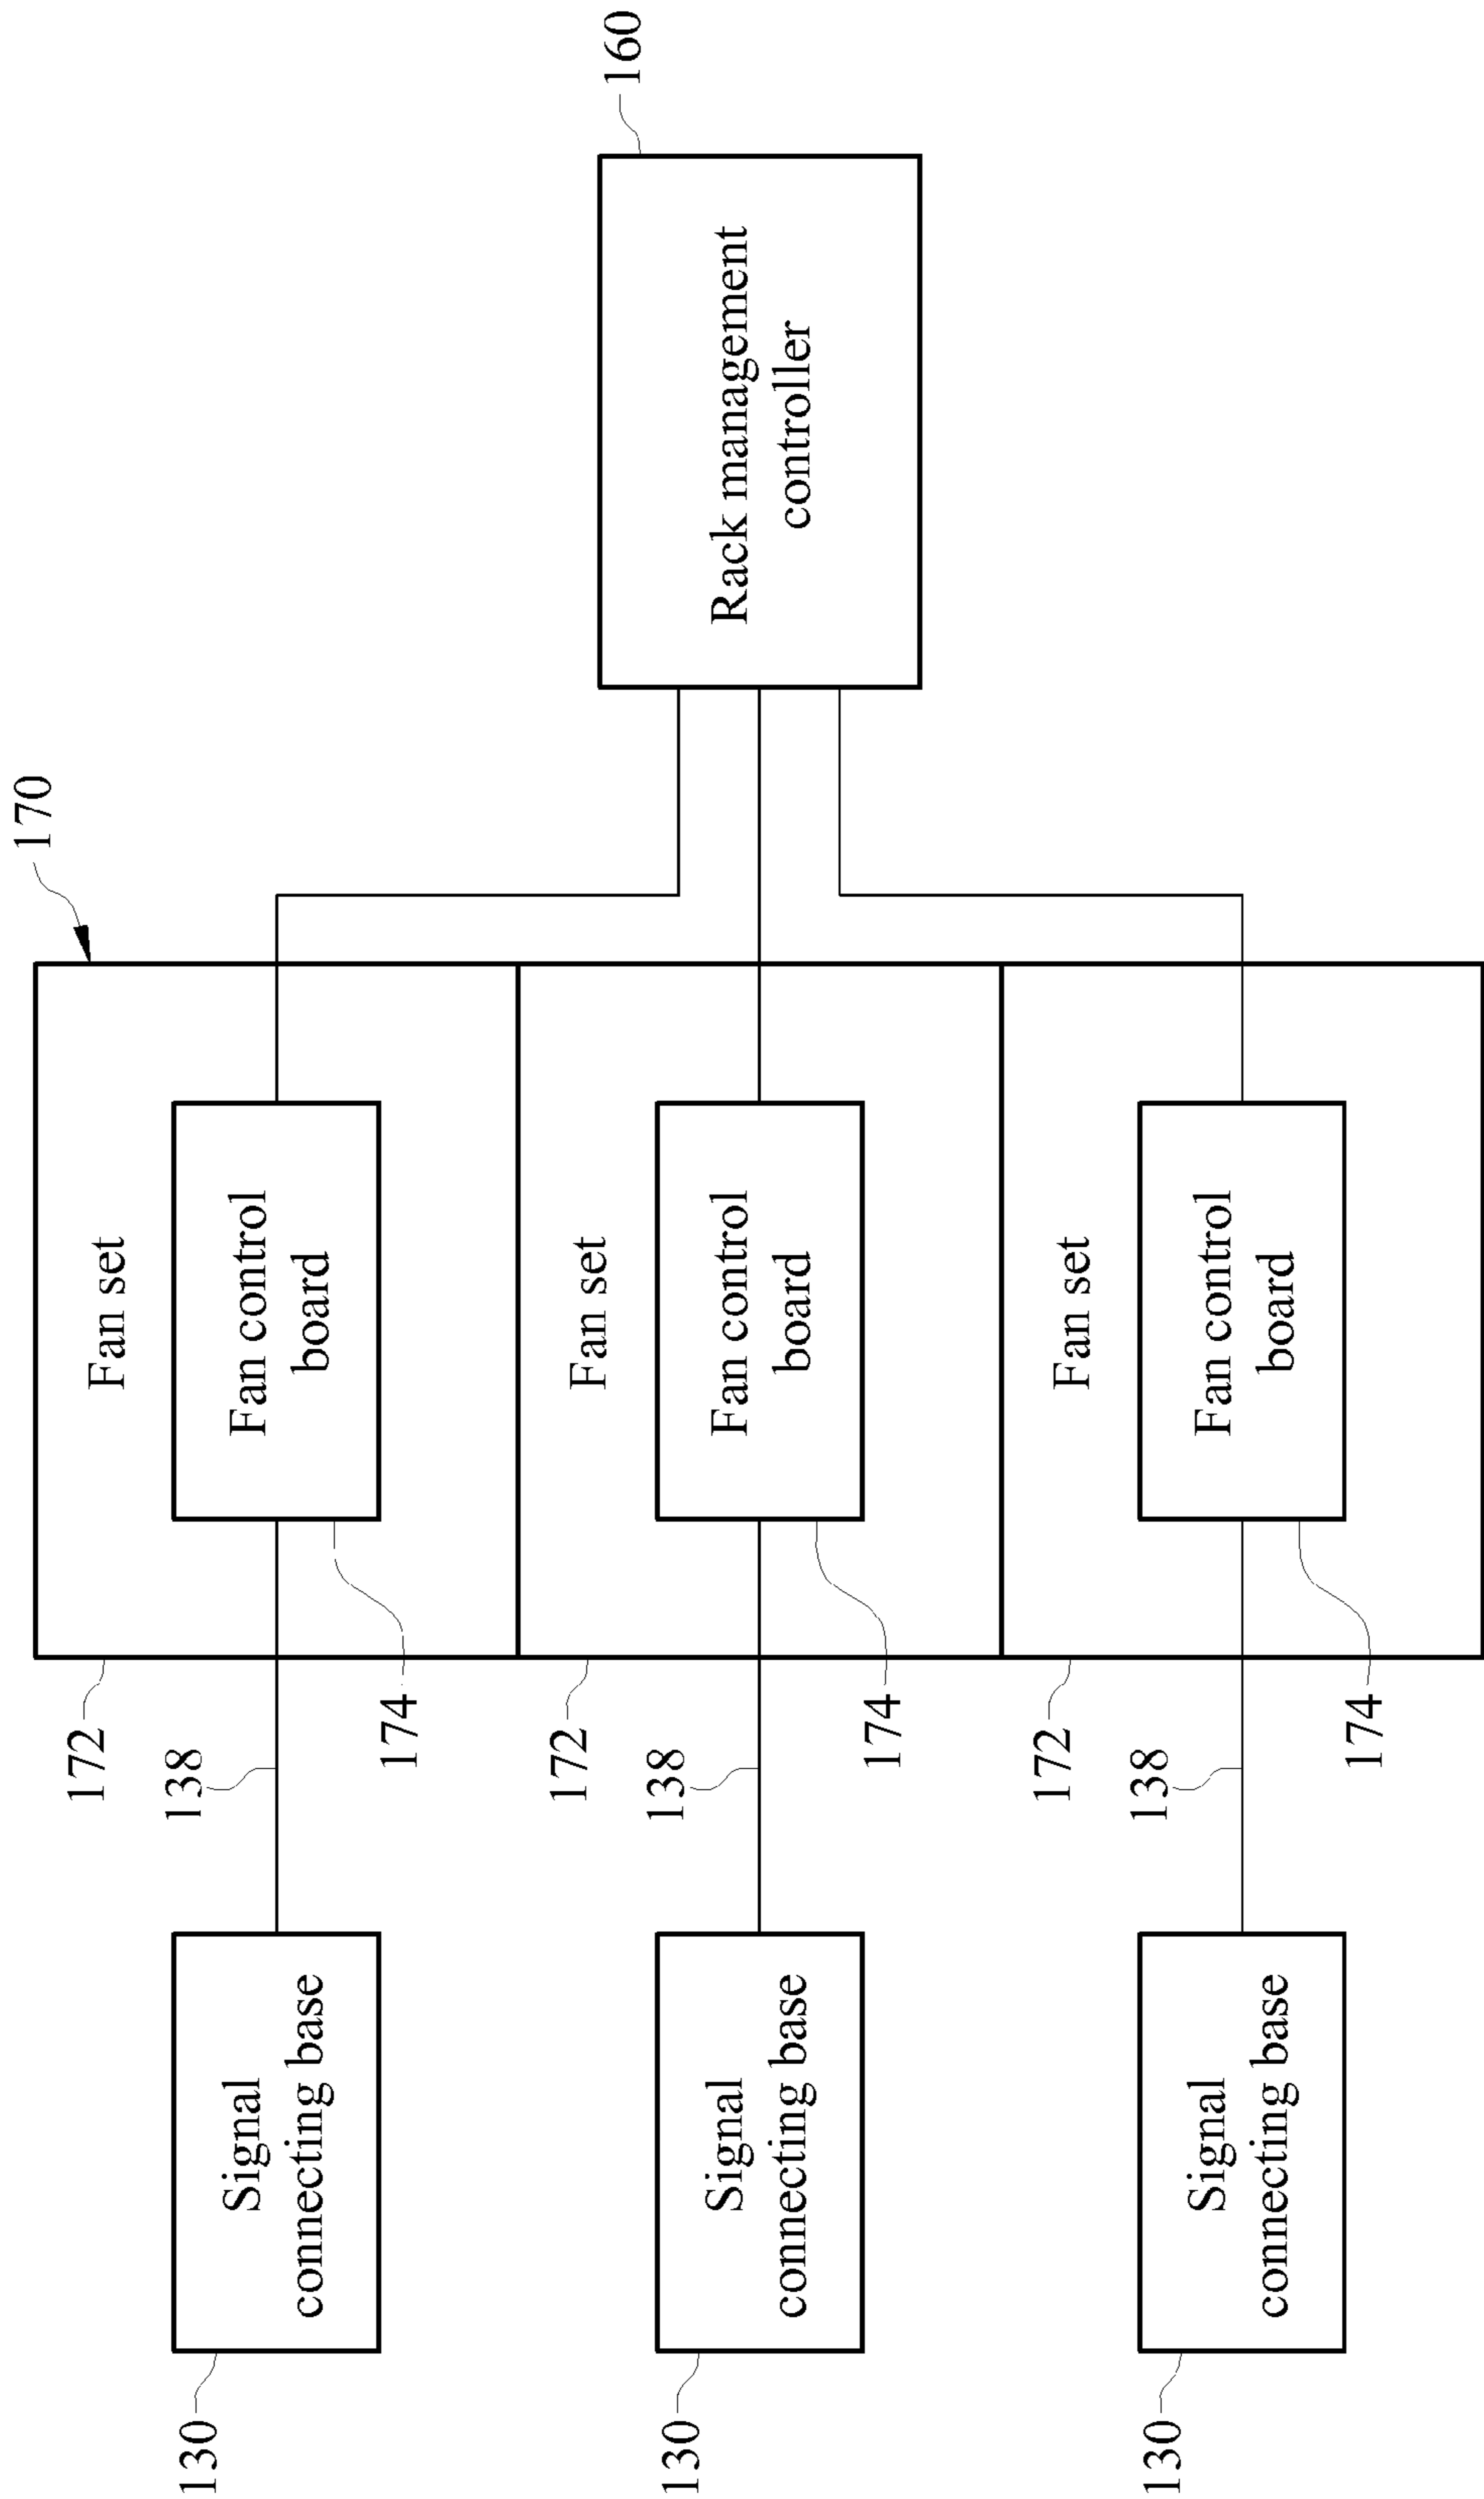 170
130
Signal
connecting base
138
172
Fan set
Fan control
board
174
130
Signal
connecting base
138
172
Fan set
Fan control
board
174
160
Rack management
controller
130
Signal
connecting base
138
172
Fan set
Fan control
board
174